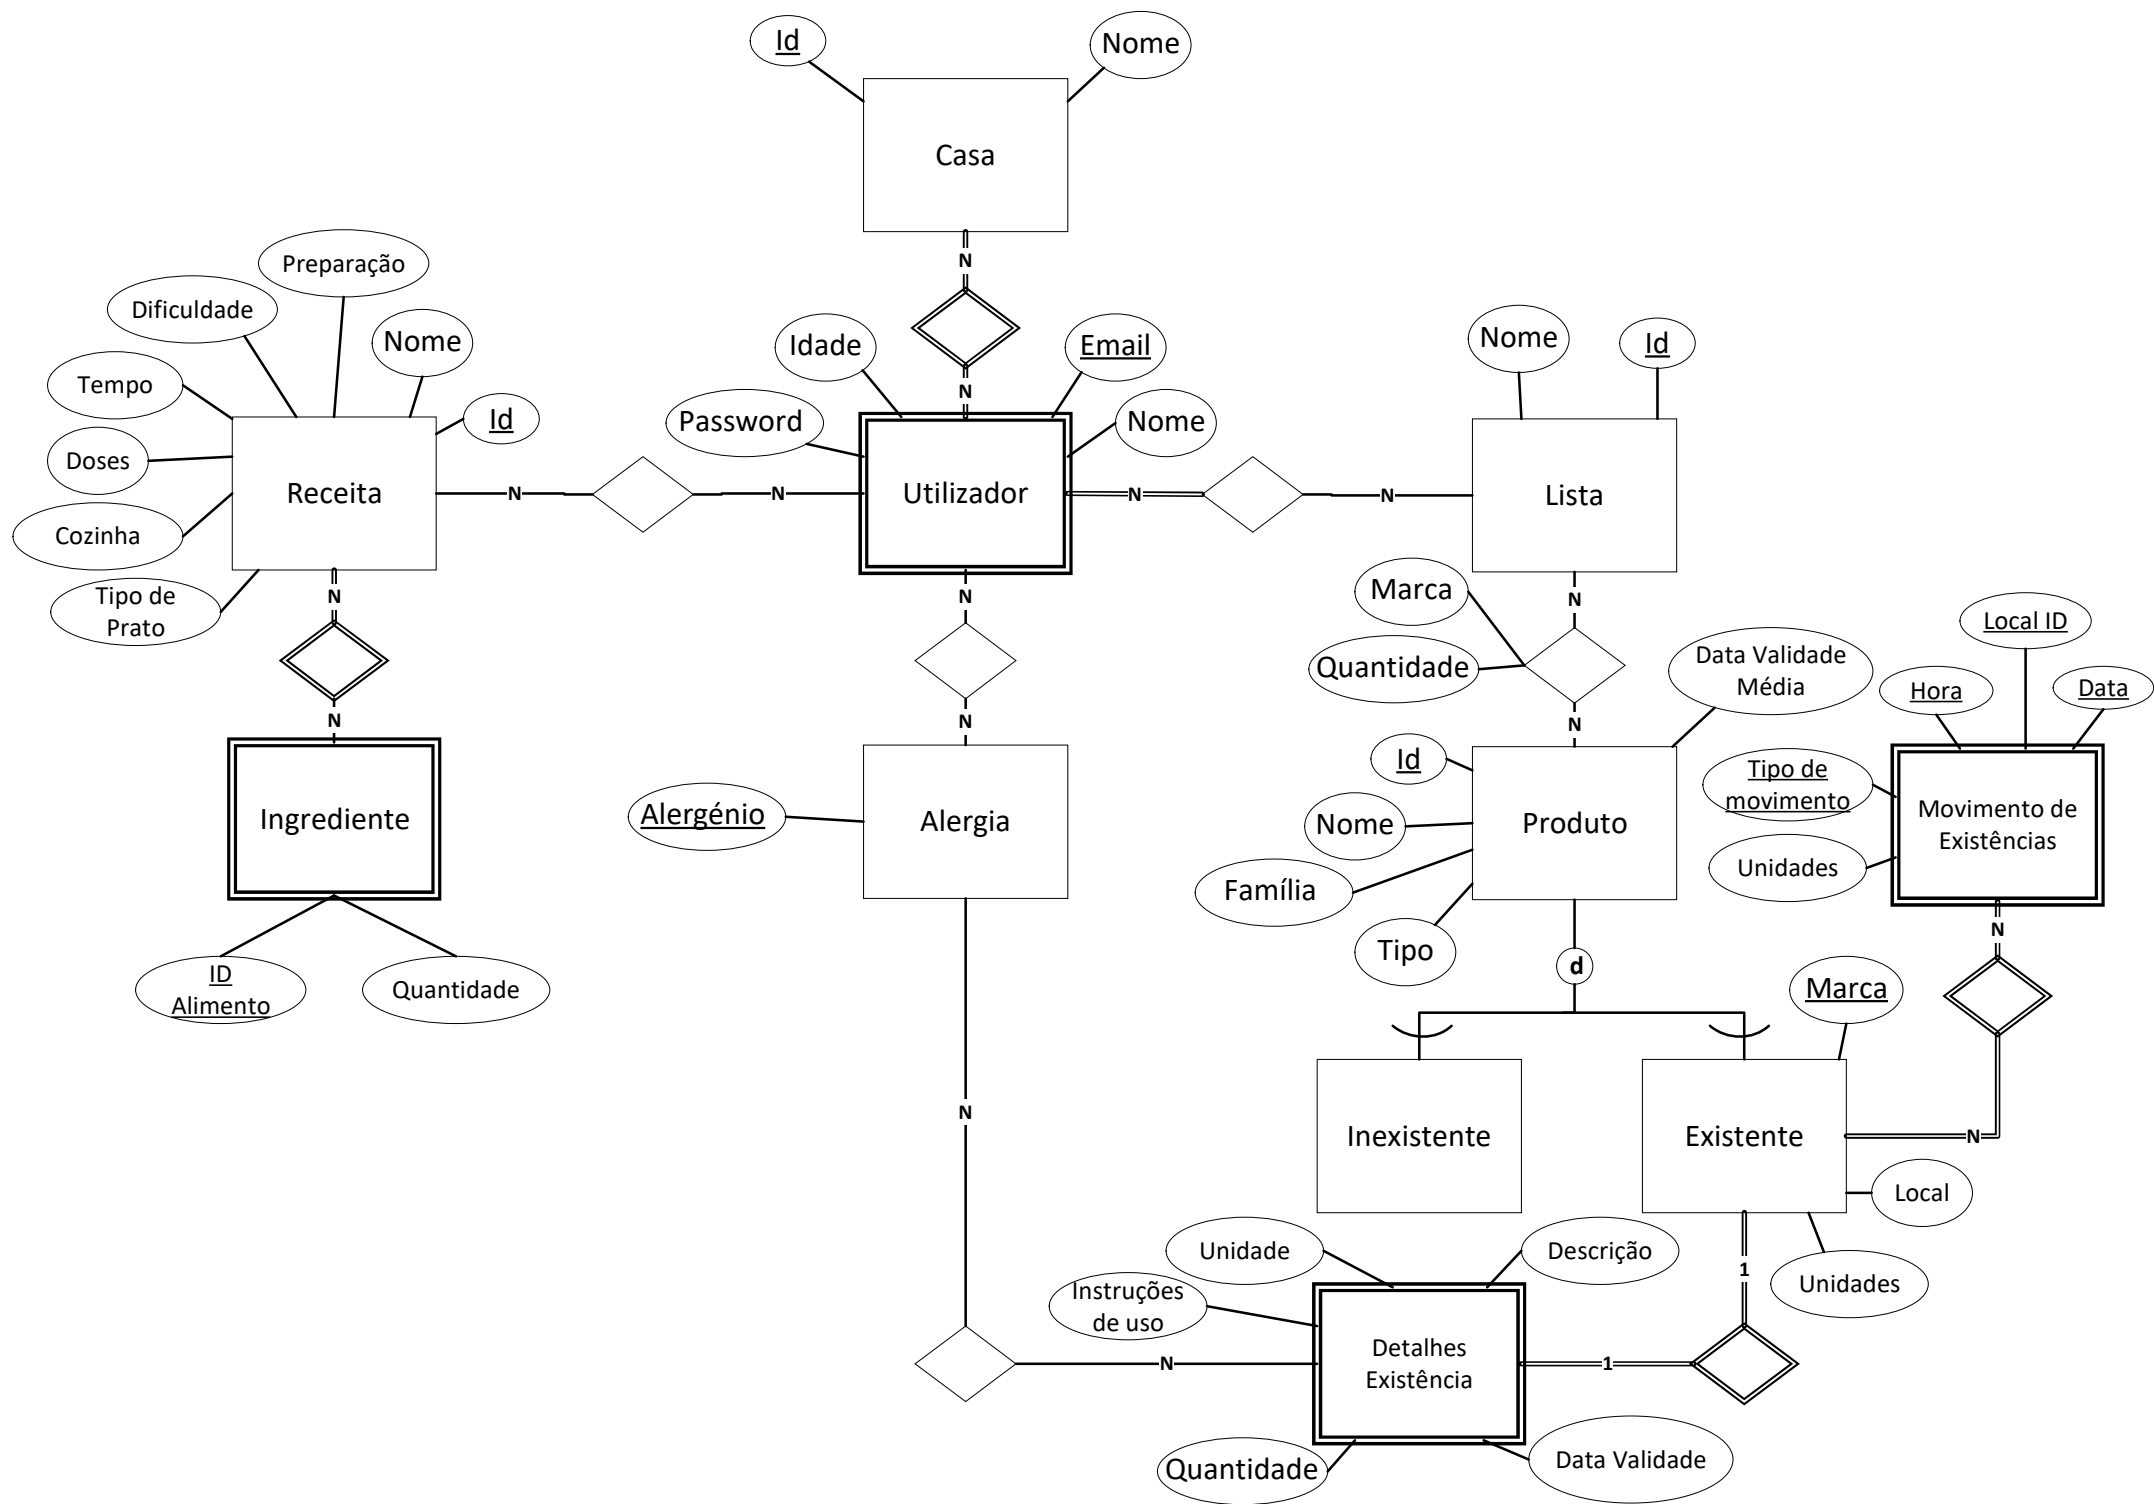 Id
Nome
Casa
N
N
Preparação
Dificuldade
Nome
Tempo
Id
Doses
Cozinha
Tipo de
Prato
Receita
N
N
Idade
Email
Password
Nome
Utilizador
N
N
Nome
Id
Lista
N
N
Ingrediente
ID
Alimento
Quantidade
N
N
Alergénio
Alergia
N
Marca
Quantidade
N
N
Data Validade
Média
Id
Nome
Família
Tipo
Produto
d
Local ID
Hora
Data
Tipo de
movimento
Unidades
Movimento de
Existências
N
N
Marca
Inexistente
Existente
Local
Unidades
1
1
Unidade
Descrição
Instruções
de uso
Detalhes
Existência
N
Quantidade
Data Validade